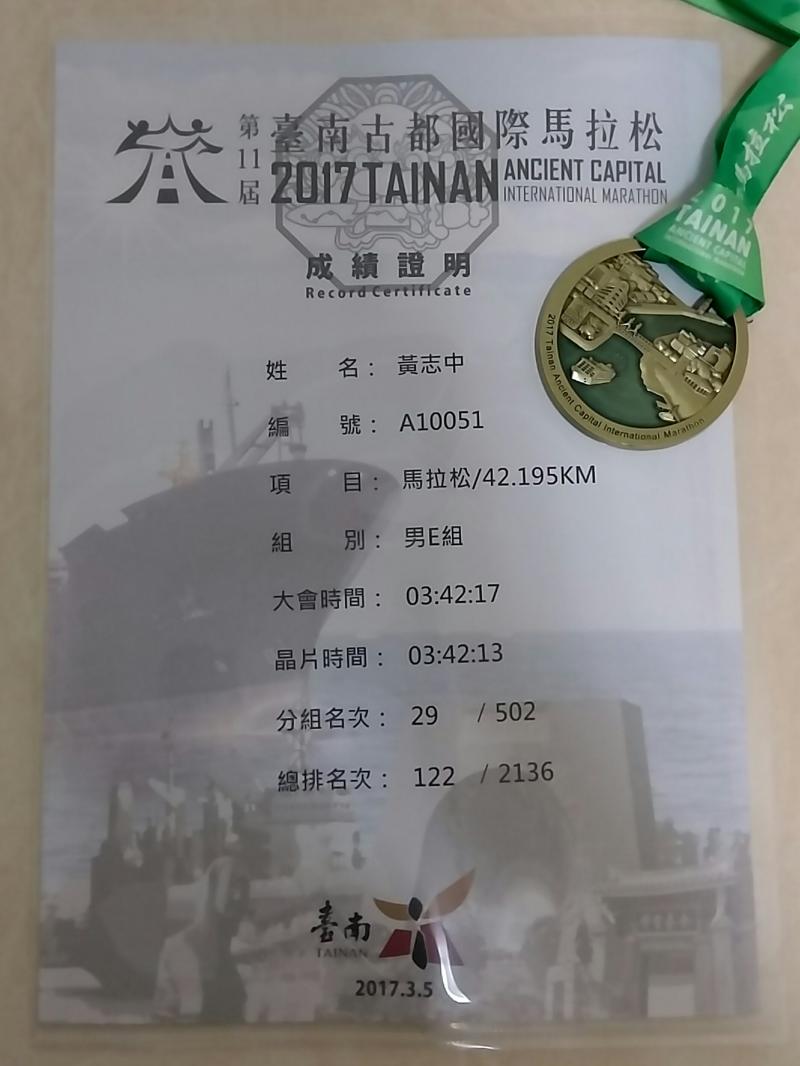 第11屆
臺南古都國際馬拉松
2017 TAINAN ANCIENT CAPITAL
INTERNATIONAL MARATHON
成績證明
Record Certificate
姓 名: 黃志中
編 號: A10051
項 目: 馬拉松/42.195KM
組 別: 男E組
大會時間: 03:42:17
晶片時間: 03:42:13
分組名次: 29 / 502
總排名次: 122 / 2136
臺南
TAINAN
2017.3.5
馬拉松
2017
TAINAN
ANCIENT CAPITAL
2017 Tainan Ancient Capital International Marathon